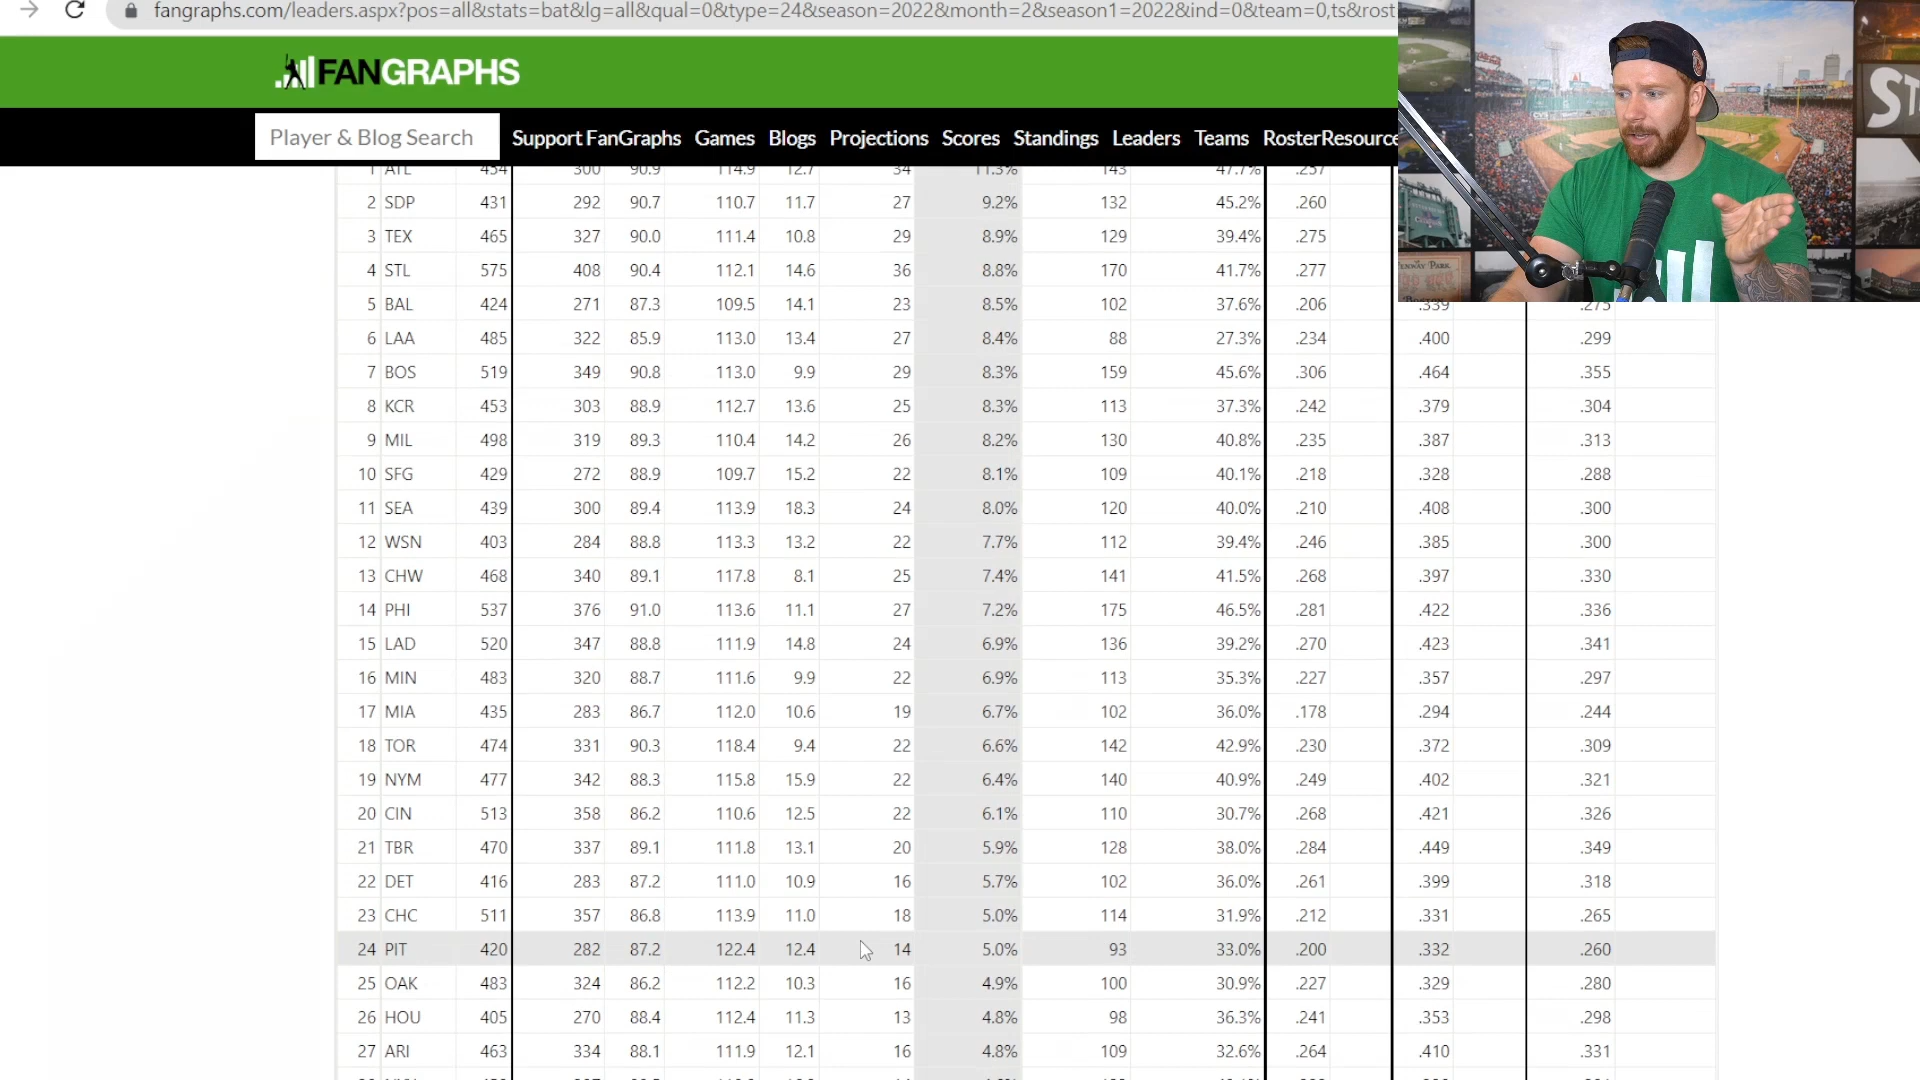 fangraphs.com/leaders.aspx?pos=all&stats=bat&lg=all&qual=0&type=24&season=2022&month=2&season1=2022&ind=0&team=0,ts&rost
FANGRAPHS
Player & Blog Search Support FanGraphs Games Blogs Projections Scores Standings Leaders Teams RosterResource
ST
1 ATL 454 300 90.9 114.9 12.7 34 11.3% 143 47.7% .257
2 SDP 431 292 90.7 110.7 11.7 27 9.2% 132 45.2% .260
3 TEX 465 327 90.0 111.4 10.8 29 8.9% 129 39.4% .275
4 STL 575 408 90.4 112.1 14.6 36 8.8% 170 41.7% .277
FENWAY PARK
BOSTON
5 BAL 424 271 87.3 109.5 14.1 23 8.5% 102 37.6% .206 .339 .275
6 LAA 485 322 85.9 113.0 13.4 27 8.4% 88 27.3% .234 .400 .299
7 BOS 519 349 90.8 113.0 9.9 29 8.3% 159 45.6% .306 .464 .355
8 KCR 453 303 88.9 112.7 13.6 25 8.3% 113 37.3% .242 .379 .304
9 MIL 498 319 89.3 110.4 14.2 26 8.2% 130 40.8% .235 .387 .313
10 SFG 429 272 88.9 109.7 15.2 22 8.1% 109 40.1% .218 .328 .288
11 SEA 439 300 89.4 113.9 18.3 24 8.0% 120 40.0% .210 .408 .300
12 WSN 403 284 88.8 113.3 13.2 22 7.7% 112 39.4% .246 .385 .300
13 CHW 468 340 89.1 117.8 8.1 25 7.4% 141 41.5% .268 .397 .330
14 PHI 537 376 91.0 113.6 11.1 27 7.2% 175 46.5% .281 .422 .336
15 LAD 520 347 88.8 111.9 14.8 24 6.9% 136 39.2% .270 .423 .341
16 MIN 483 320 88.7 111.6 9.9 22 6.9% 113 35.3% .227 .357 .297
17 MIA 435 283 86.7 112.0 10.6 19 6.7% 102 36.0% .178 .294 .244
18 TOR 474 331 90.3 118.4 9.4 22 6.6% 142 42.9% .230 .372 .309
19 NYM 477 342 88.3 115.8 15.9 22 6.4% 140 40.9% .249 .402 .321
20 CIN 513 358 86.2 110.6 12.5 22 6.1% 110 30.7% .268 .421 .326
21 TBR 470 337 89.1 111.8 13.1 20 5.9% 128 38.0% .284 .449 .349
22 DET 416 283 87.2 111.0 10.9 16 5.7% 102 36.0% .261 .399 .318
23 CHC 511 357 86.8 113.9 11.0 18 5.0% 114 31.9% .212 .331 .265
24 PIT 420 282 87.2 122.4 12.4 14 5.0% 93 33.0% .200 .332 .260
25 OAK 483 324 86.2 112.2 10.3 16 4.9% 100 30.9% .227 .329 .280
26 HOU 405 270 88.4 112.4 11.3 13 4.8% 98 36.3% .241 .353 .298
27 ARI 463 334 88.1 111.9 12.1 16 4.8% 109 32.6% .264 .410 .331